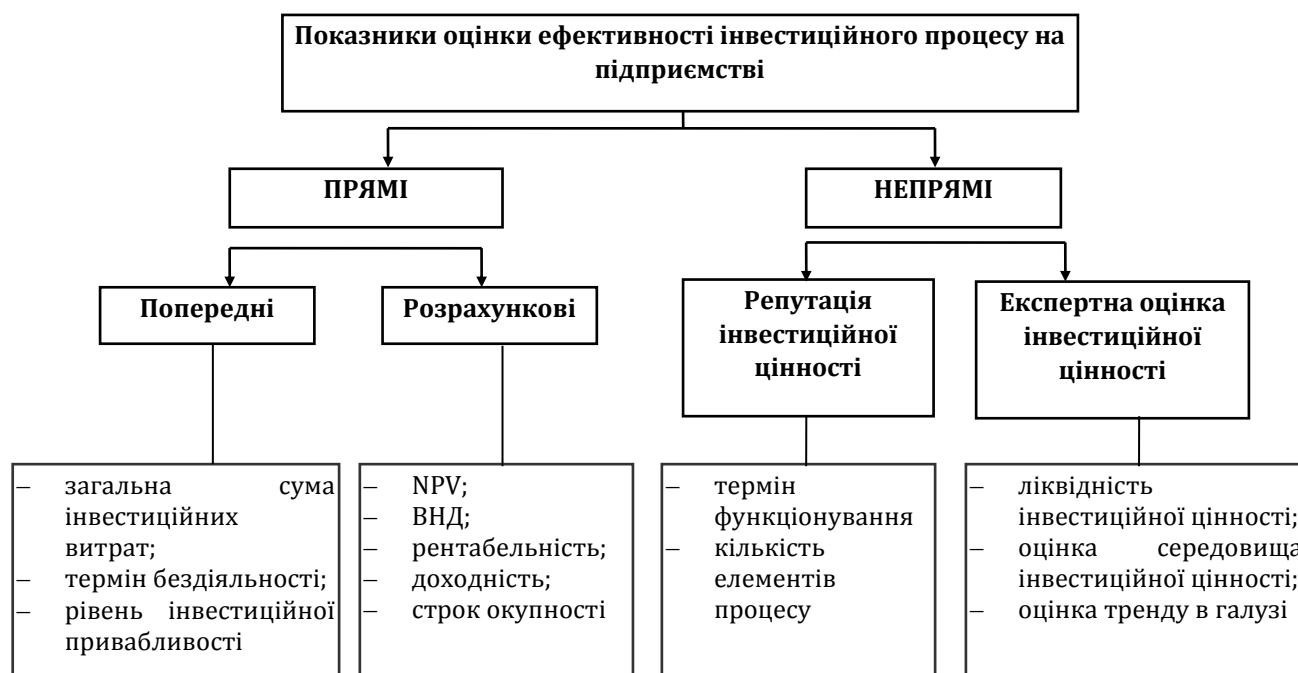 Показники оцінки ефективності інвестиційного процесу на
підприємстві
ПРЯМІ
НЕПРЯМІ
Попередні
Розрахункові
Репутація
інвестиційної
цінності
Експертна оцінка
інвестиційної
цінності
– загальна сума
інвестиційних
витрат;
– термін бездіяльності;
– рівень інвестиційної
привабливості
– NPV;
– ВНД;
– рентабельність;
– доходність;
– строк окупності
– термін
функціонування
– кількість
елементів
процесу
– ліквідність
інвестиційної цінності;
– оцінка середовища
інвестиційної цінності;
– оцінка тренду в галузі